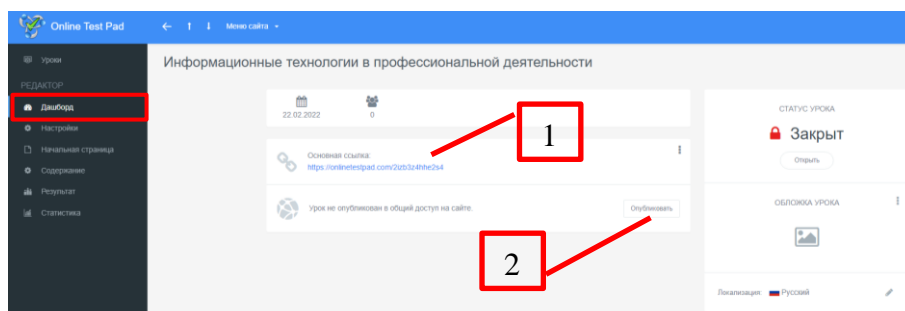 Online Test Pad
Меню сайта
Уроки
РЕДАКТОР
Дашборд
Настройки
Начальная страница
Содержание
Результат
Статистика
Информационные технологии в профессиональной деятельности
22.02.2022
0
1
Основная ссылка:
https://onlinetestpad.com/2izb3z4hhe2s4
Урок не опубликован в общий доступ на сайте.
Опубликовать
2
СТАТУС УРОКА
Закрыт
Открыть
ОБЛОЖКА УРОКА
Локализация: Русский